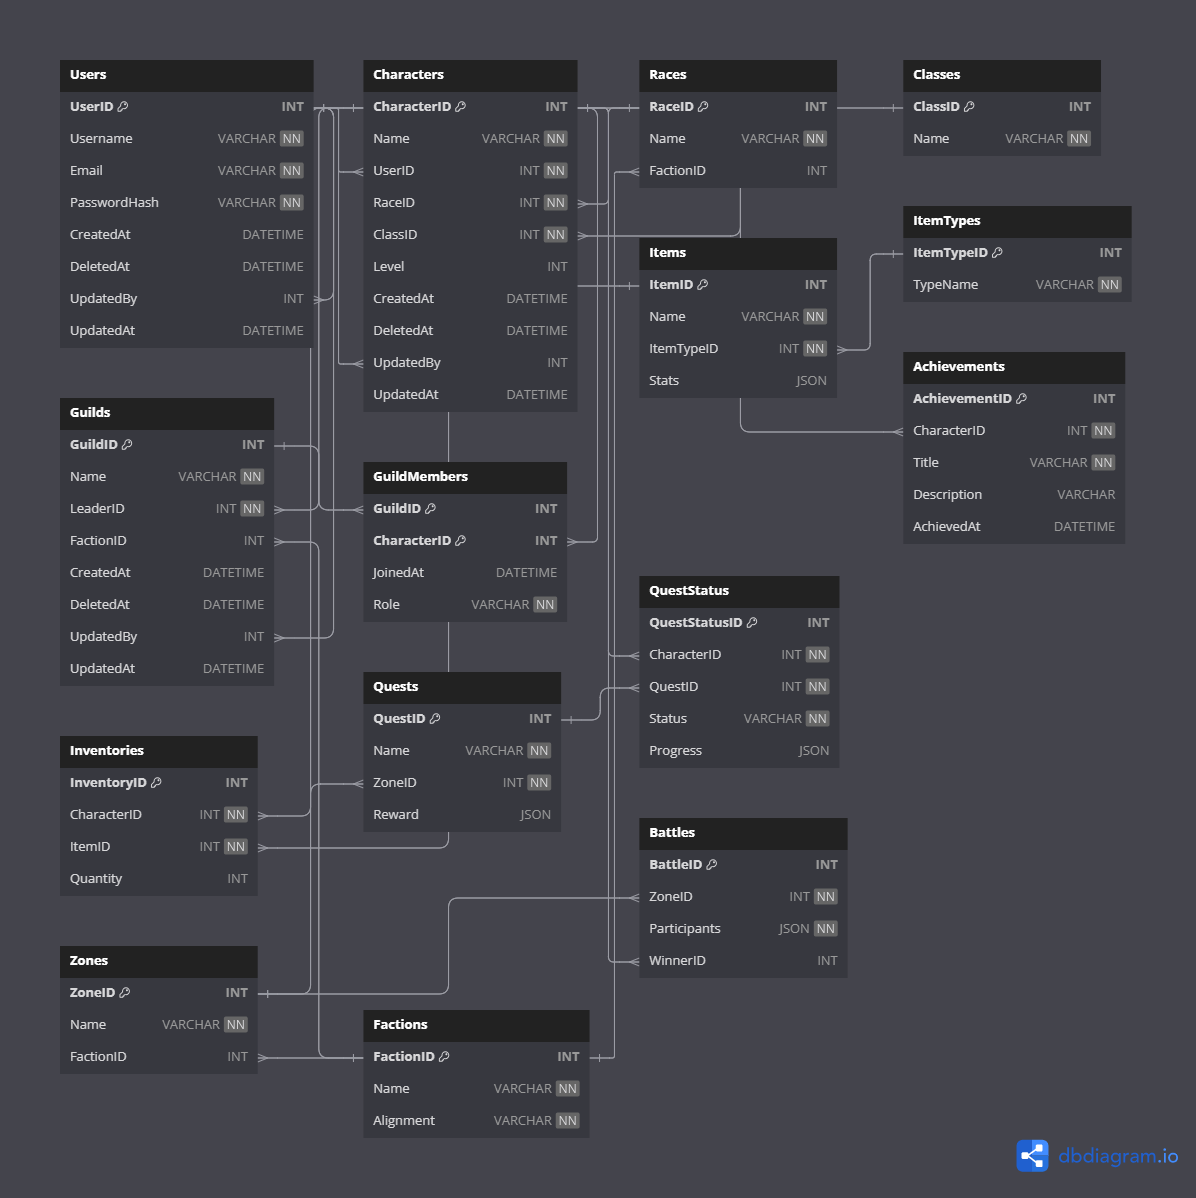 Users
UserID INT
Username VARCHAR NN
Email VARCHAR NN
PasswordHash VARCHAR NN
CreatedAt DATETIME
DeletedAt DATETIME
UpdatedBy INT
UpdatedAt DATETIME
Characters
CharacterID INT
Name VARCHAR NN
UserID INT NN
RaceID INT NN
ClassID INT NN
Level INT
CreatedAt DATETIME
DeletedAt DATETIME
UpdatedBy INT
UpdatedAt DATETIME
Races
RaceID INT
Name VARCHAR NN
FactionID INT
Classes
ClassID INT
Name VARCHAR NN
ItemTypes
ItemTypeID INT
TypeName VARCHAR NN
Items
ItemID INT
Name VARCHAR NN
ItemTypeID INT NN
Stats JSON
Achievements
AchievementID INT
CharacterID INT NN
Title VARCHAR NN
Description VARCHAR
AchievedAt DATETIME
Guilds
GuildID INT
Name VARCHAR NN
LeaderID INT NN
FactionID INT
CreatedAt DATETIME
DeletedAt DATETIME
UpdatedBy INT
UpdatedAt DATETIME
GuildMembers
GuildID INT
CharacterID INT
JoinedAt DATETIME
Role VARCHAR NN
QuestStatus
QuestStatusID INT
CharacterID INT NN
QuestID INT NN
Status VARCHAR NN
Progress JSON
Quests
QuestID INT
Name VARCHAR NN
ZoneID INT NN
Reward JSON
Inventories
InventoryID INT
CharacterID INT NN
ItemID INT NN
Quantity INT
Battles
BattleID INT
ZoneID INT NN
Participants JSON NN
WinnerID INT
Zones
ZoneID INT
Name VARCHAR NN
FactionID INT
Factions
FactionID INT
Name VARCHAR NN
Alignment VARCHAR NN
dbdiagram.io